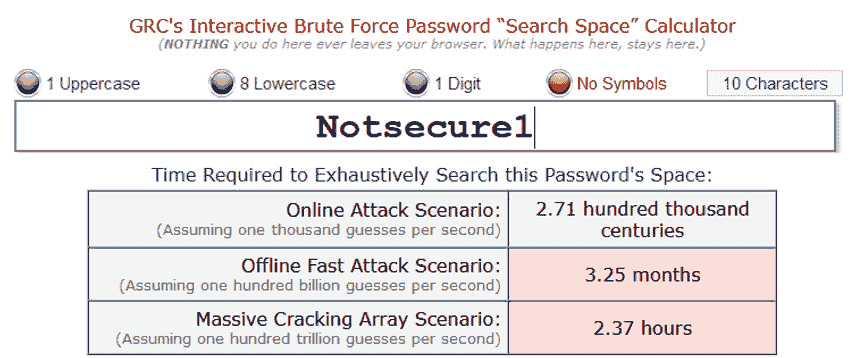 GRC's Interactive Brute Force Password “Search Space” Calculator
(NOTHING you do here ever leaves your browser. What happens here, stays here.)
1 Uppercase 8 Lowercase 1 Digit No Symbols 10 Characters
Notsecure1
Time Required to Exhaustively Search this Password's Space:
Online Attack Scenario:
(Assuming one thousand guesses per second)
2.71 hundred thousand
centuries
Offline Fast Attack Scenario:
(Assuming one hundred billion guesses per second)
3.25 months
Massive Cracking Array Scenario:
(Assuming one hundred trillion guesses per second)
2.37 hours